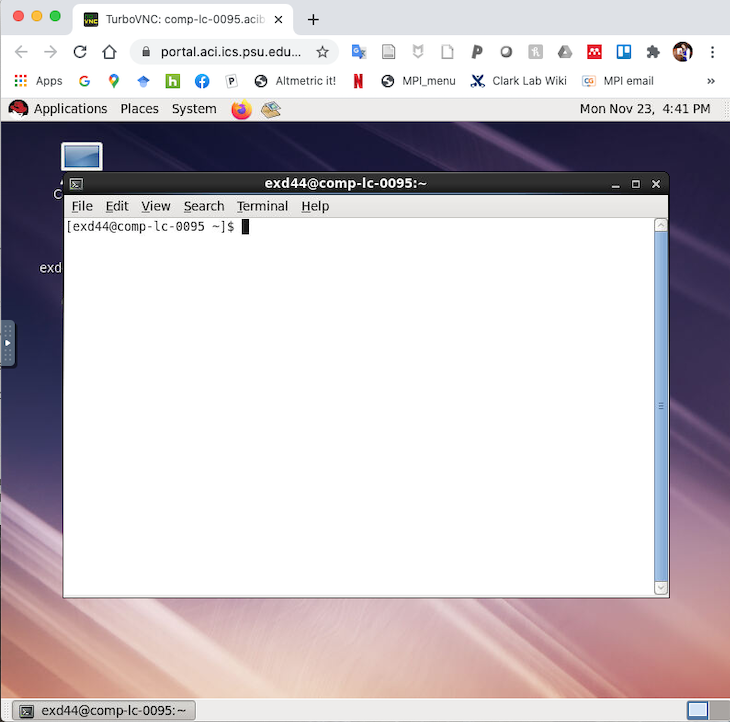 TurboVNC: comp-lc-0095.acib
portal.aci.ics.psu.edu...
Apps
Altmetric it!
MPI_menu
Clark Lab Wiki
MPI email
»
Applications Places System
Mon Nov 23, 4:41 PM
exd44@comp-lc-0095:~
File Edit View Search Terminal Help
[exd44@comp-lc-0095 ~]$
exd
exd44@comp-lc-0095:~